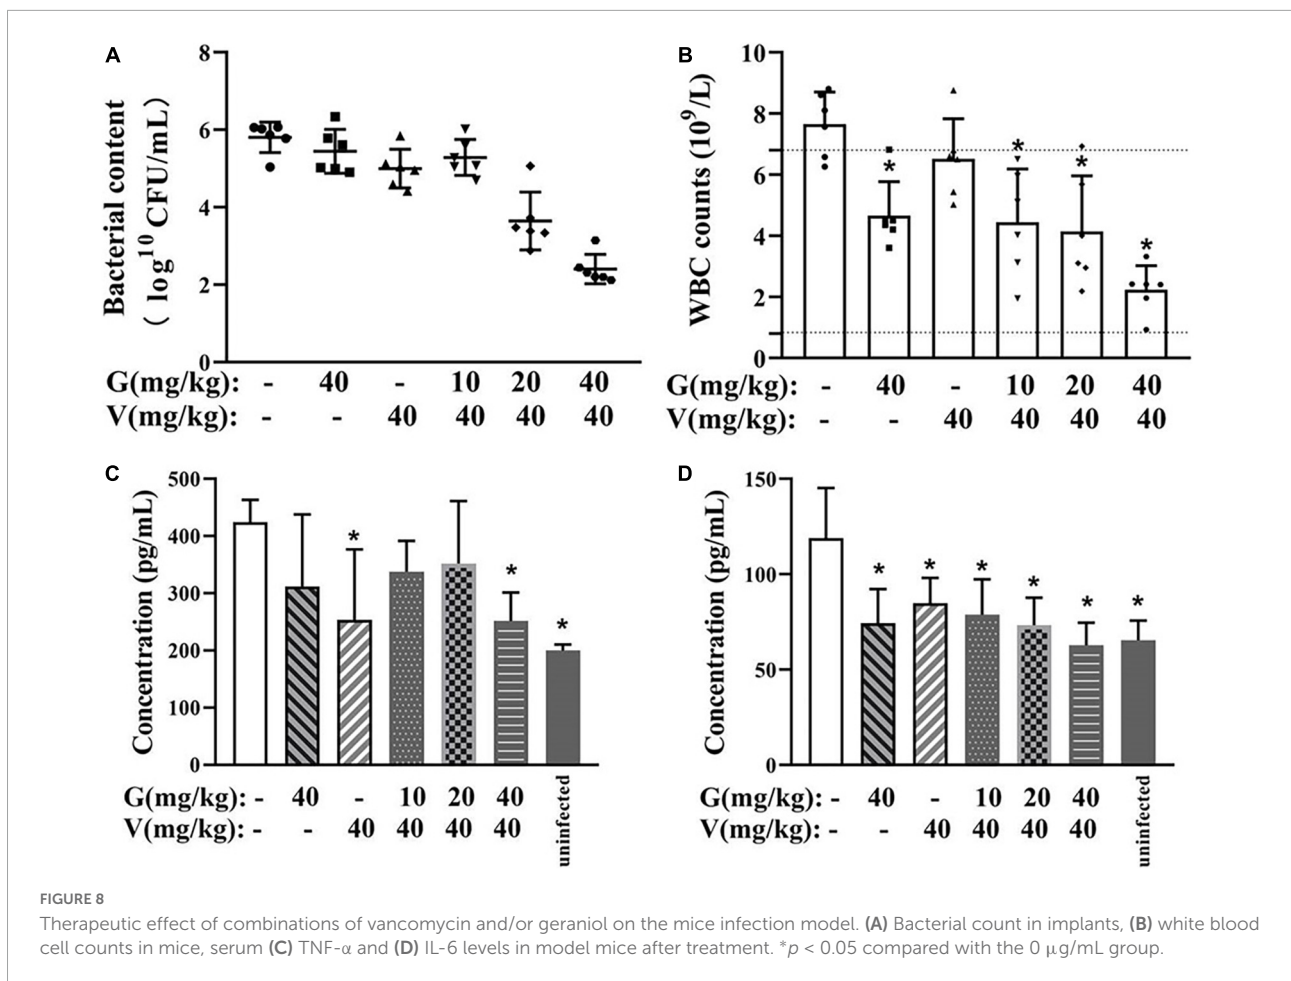 A
8
6
4
2
0
Bacterial content
( log10 CFU/mL)
G(mg/kg): - 40 - 10 20 40
V(mg/kg): - - 40 40 40 40
B
10
8
6
4
2
0
WBC counts (109/L)
* * * *
G(mg/kg): - 40 - 10 20 40
V(mg/kg): - - 40 40 40 40
C
500
400
300
200
100
0
Concentration (pg/mL)
* * *
G(mg/kg): - 40 - 10 20 40
V(mg/kg): - - 40 40 40 40
uninfected
D
150
100
50
0
Concentration (pg/mL)
* * * * * *
G(mg/kg): - 40 - 10 20 40
V(mg/kg): - - 40 40 40 40
uninfected
FIGURE 8
Therapeutic effect of combinations of vancomycin and/or geraniol on the mice infection model. (A) Bacterial count in implants, (B) white blood
cell counts in mice, serum (C) TNF-α and (D) IL-6 levels in model mice after treatment. *p < 0.05 compared with the 0 μg/mL group.